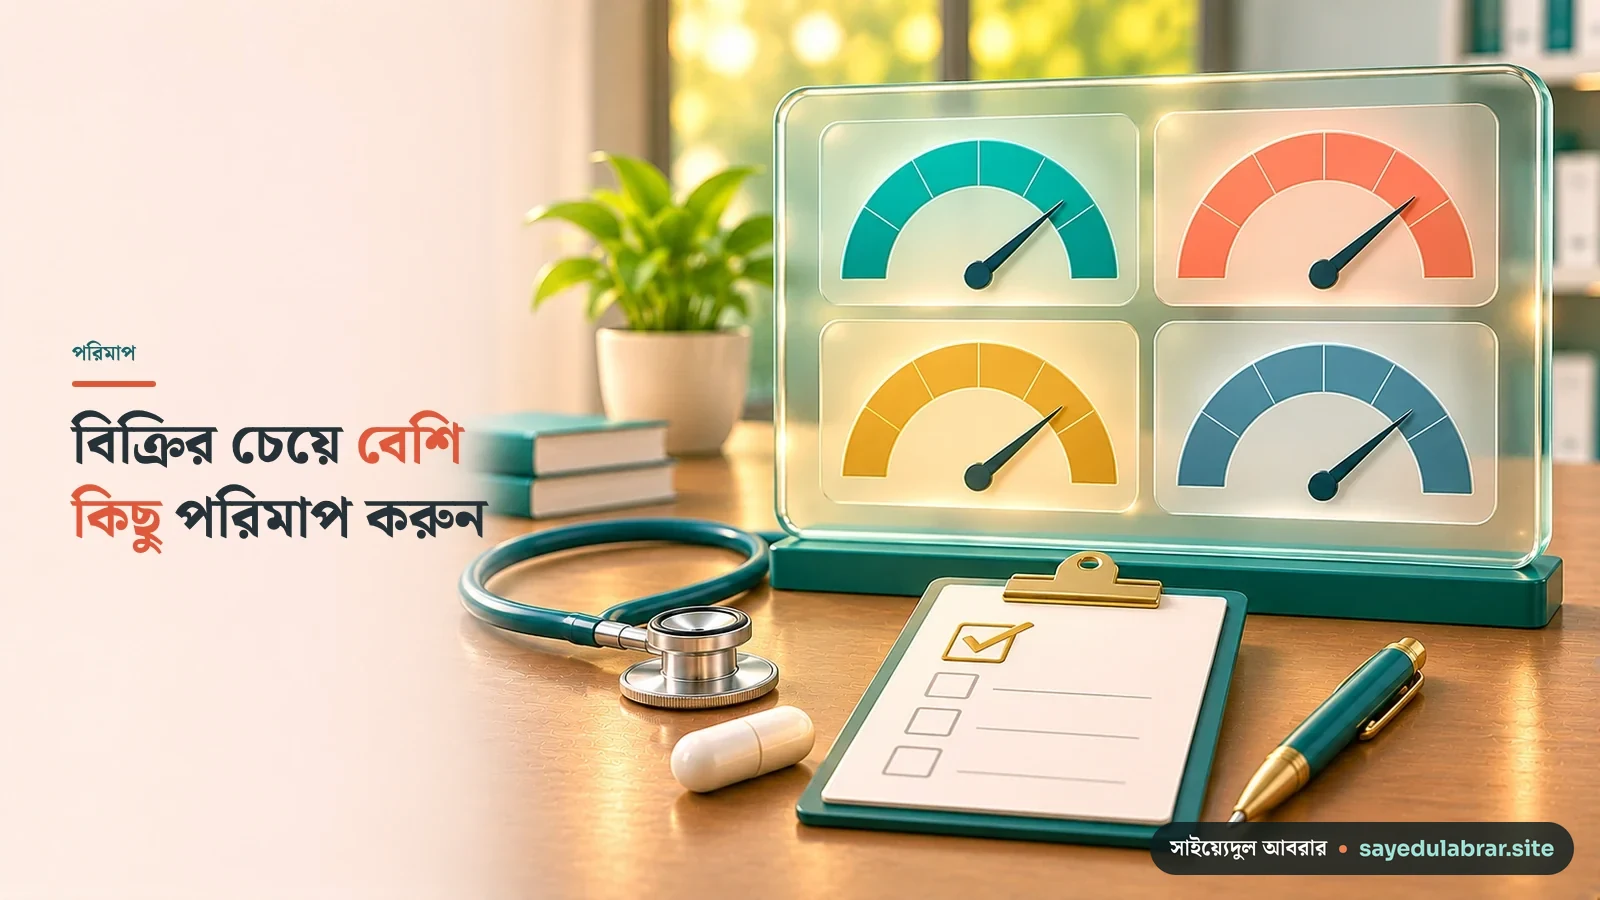 পরিমাপ
বিক্রির চেয়ে বেশি
কিছু পরিমাপ করুন
সাইয়্যেদুল আবরার • sayedulabrar.site